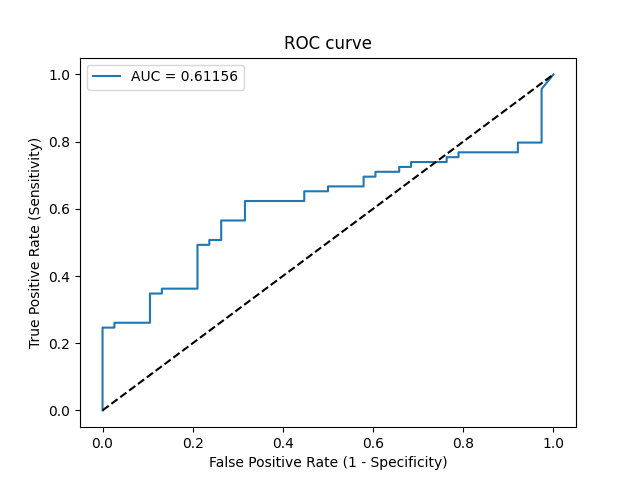 ROC curve
AUC = 0.61156
True Positive Rate (Sensitivity)
1.0
0.8
0.6
0.4
0.2
0.0
0.0 0.2 0.4 0.6 0.8 1.0
False Positive Rate (1 - Specificity)